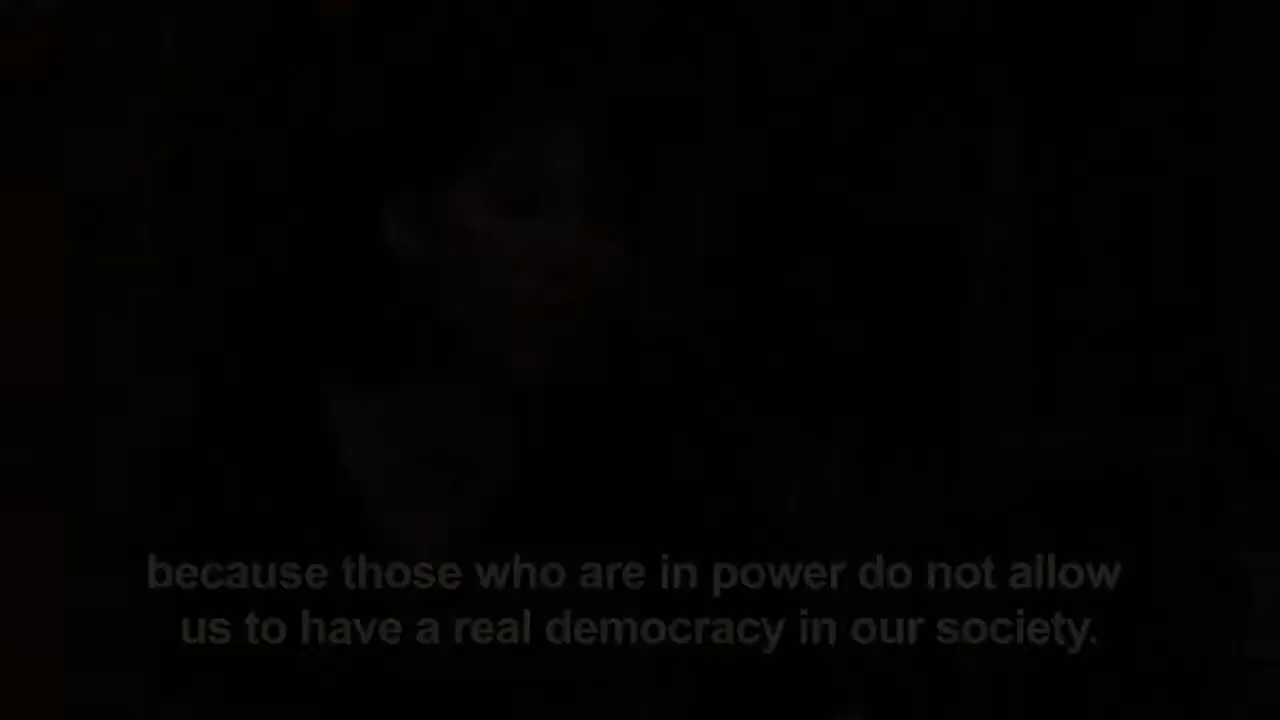 because those who are in power do not allow
us to have a real democracy in our society.